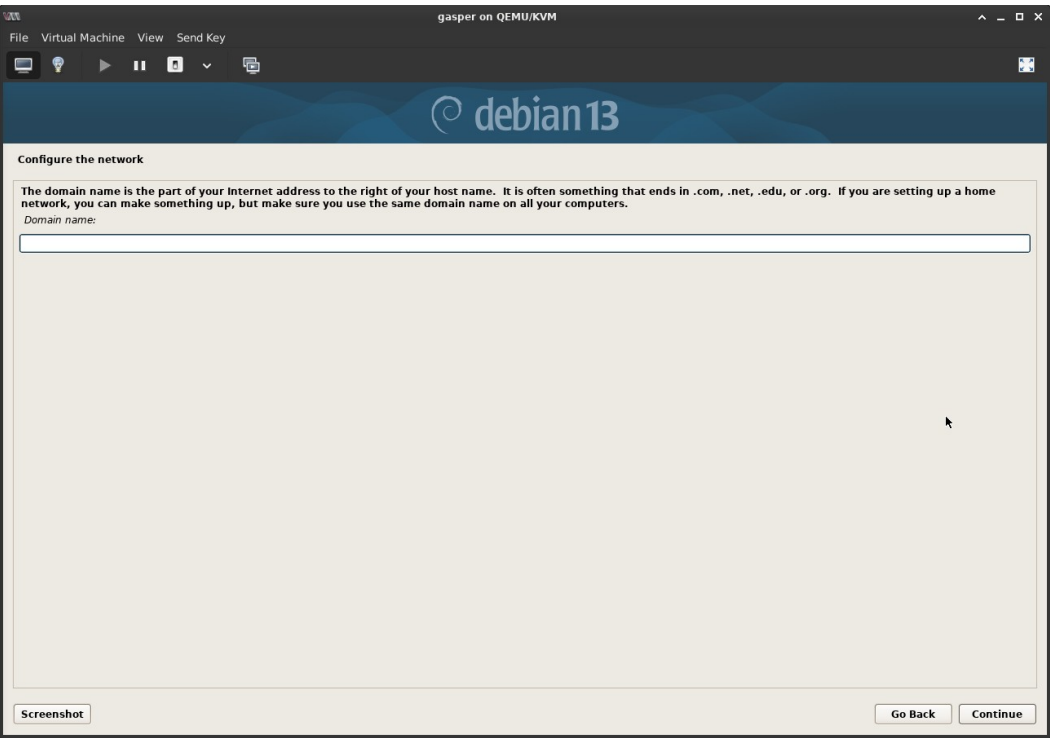 gasper on QEMU/KVM
File Virtual Machine View Send Key
debian 13
Configure the network
The domain name is the part of your Internet address to the right of your host name. It is often something that ends in .com, .net, .edu, or .org. If you are setting up a home
network, you can make something up, but make sure you use the same domain name on all your computers.
Domain name:
Screenshot Go Back Continue